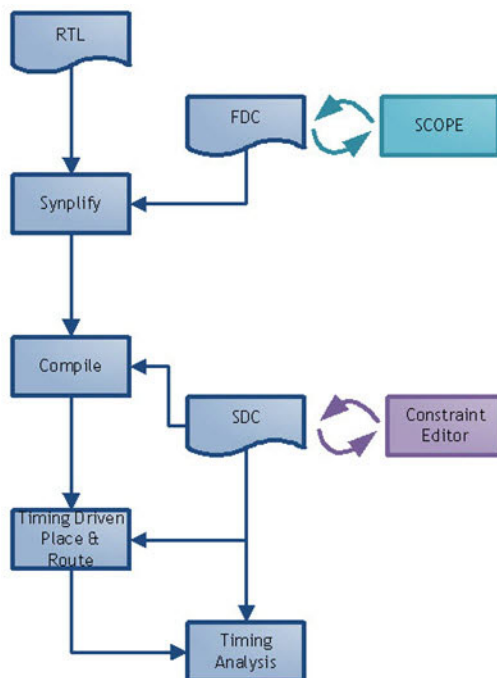 RTL
FDC
SCOPE
Synplify
Compile
SDC
Constraint
Editor
Timing Driven
Place &
Route
Timing
Analysis